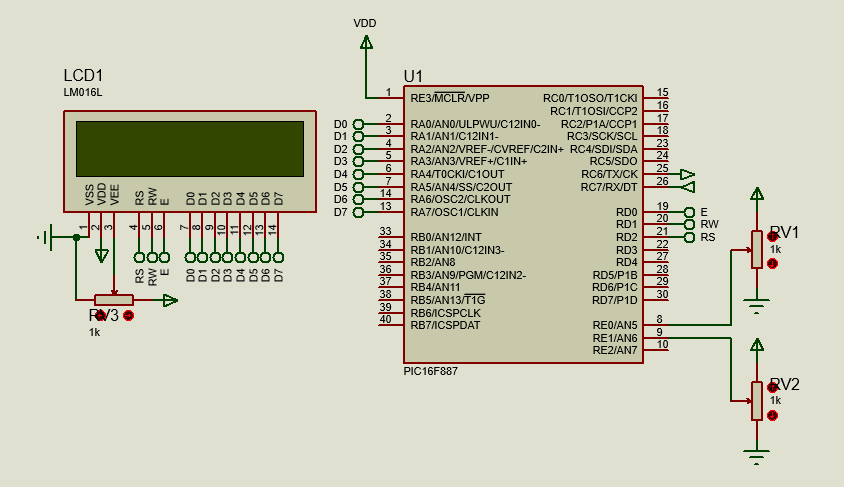 VDD
LCD1
LM016L
VSS
VDD
VEE
RS
RW
E
D0
D1
D2
D3
D4
D5
D6
D7
1
2
3
4
5
6
7
8
9
10
11
12
13
14
RS
RW
E
D0
D1
D2
D3
D4
D5
D6
D7
RV3
1k
U1
1 RE3/MCLR/VPP
D0 2 RA0/AN0/ULPWU/C12IN0-
D1 3 RA1/AN1/C12IN1-
D2 4 RA2/AN2/VREF-/CVREF/C2IN+
D3 5 RA3/AN3/VREF+/C1IN+
D4 6 RA4/T0CKI/C1OUT
D5 7 RA5/AN4/SS/C2OUT
D6 14 RA6/OSC2/CLKOUT
D7 13 RA7/OSC1/CLKIN
33 RB0/AN12/INT
34 RB1/AN10/C12IN3-
35 RB2/AN8
36 RB3/AN9/PGM/C12IN2-
37 RB4/AN11
38 RB5/AN13/T1G
39 RB6/ICSPCLK
40 RB7/ICSPDAT
RC0/T1OSO/T1CKI 15
RC1/T1OSI/CCP2 16
RC2/P1A/CCP1 17
RC3/SCK/SCL 18
RC4/SDI/SDA 23
RC5/SDO 24
RC6/TX/CK 25
RC7/RX/DT 26
RD0 19 E
RD1 20 RW
RD2 21 RS
RD3 22
RD4 27
RD5/P1B 28
RD6/P1C 29
RD7/P1D 30
RE0/AN5 8
RE1/AN6 9
RE2/AN7 10
PIC16F887
RV1
1k
RV2
1k